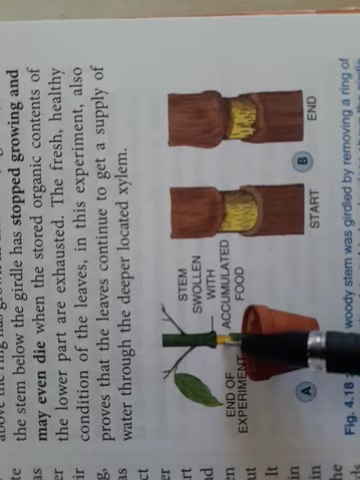 the stem below the girdle has stopped growing and
may even die when the stored organic contents of
the lower part are exhausted. The fresh, healthy
condition of the leaves, in this experiment, also
proves that the leaves continue to get a supply of
water through the deeper located xylem.
STEM
SWOLLEN
WITH
ACCUMULATED
FOOD
END OF
EXPERIMENT
A
START
B
END
Fig. 4.18 :
woody stem was girdled by removing a ring of